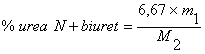 % urea N + biuret = 6,67 × m₁ / M₂